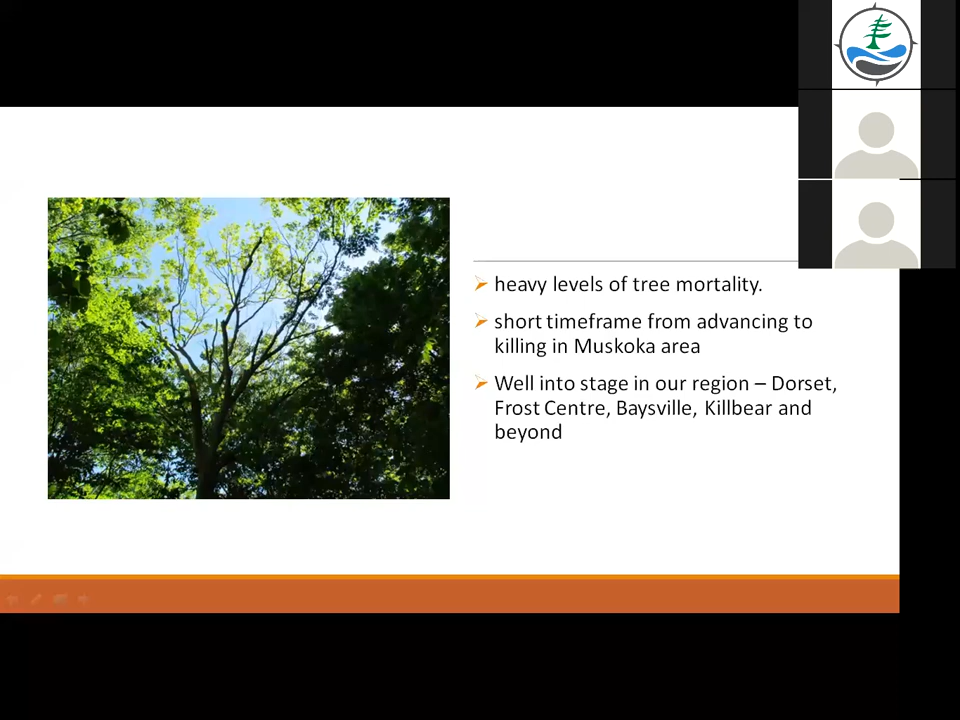 heavy levels of tree mortality.
short timeframe from advancing to
killing in Muskoka area
Well into stage in our region – Dorset,
Frost Centre, Baysville, Killbear and
beyond